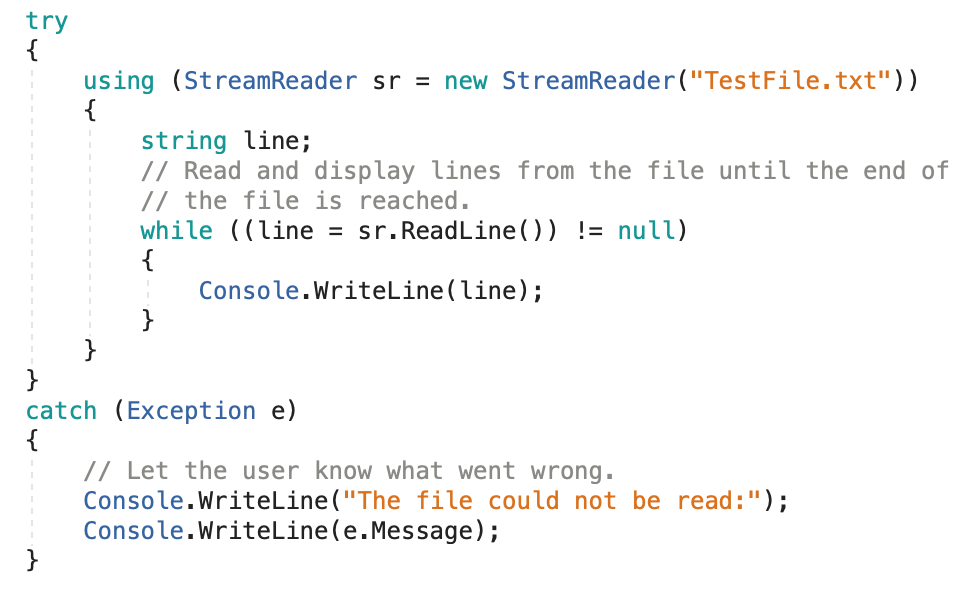 try
{
    using (StreamReader sr = new StreamReader("TestFile.txt"))
    {
        string line;
        // Read and display lines from the file until the end of
        // the file is reached.
        while ((line = sr.ReadLine()) != null)
        {
            Console.WriteLine(line);
        }
    }
}
catch (Exception e)
{
    // Let the user know what went wrong.
    Console.WriteLine("The file could not be read:");
    Console.WriteLine(e.Message);
}